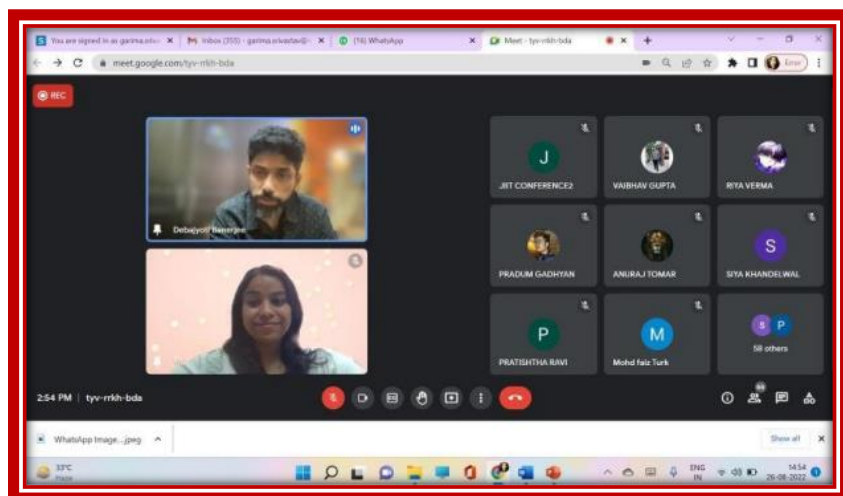 You are signed in as garima.sriva
Inbox (355) - garima.srivastav@
(16) WhatsApp
Meet - tyv-rrkh-bda
meet.google.com/tyv-rrkh-bda
Error
REC
Debajyoti Banerjee
J
JIIT CONFERENCE2
VAIBHAV GUPTA
RIYA VERMA
PRADUM GADHYAN
ANURAJ TOMAR
S
SIYA KHANDELWAL
P
PRATISHTHA RAVI
M
Mohd faiz Turk
S P
58 others
2:54 PM | tyv-rrkh-bda
WhatsApp Image....jpeg
Show all
33°C
Haze
ENG
IN
14:54
26-08-2022